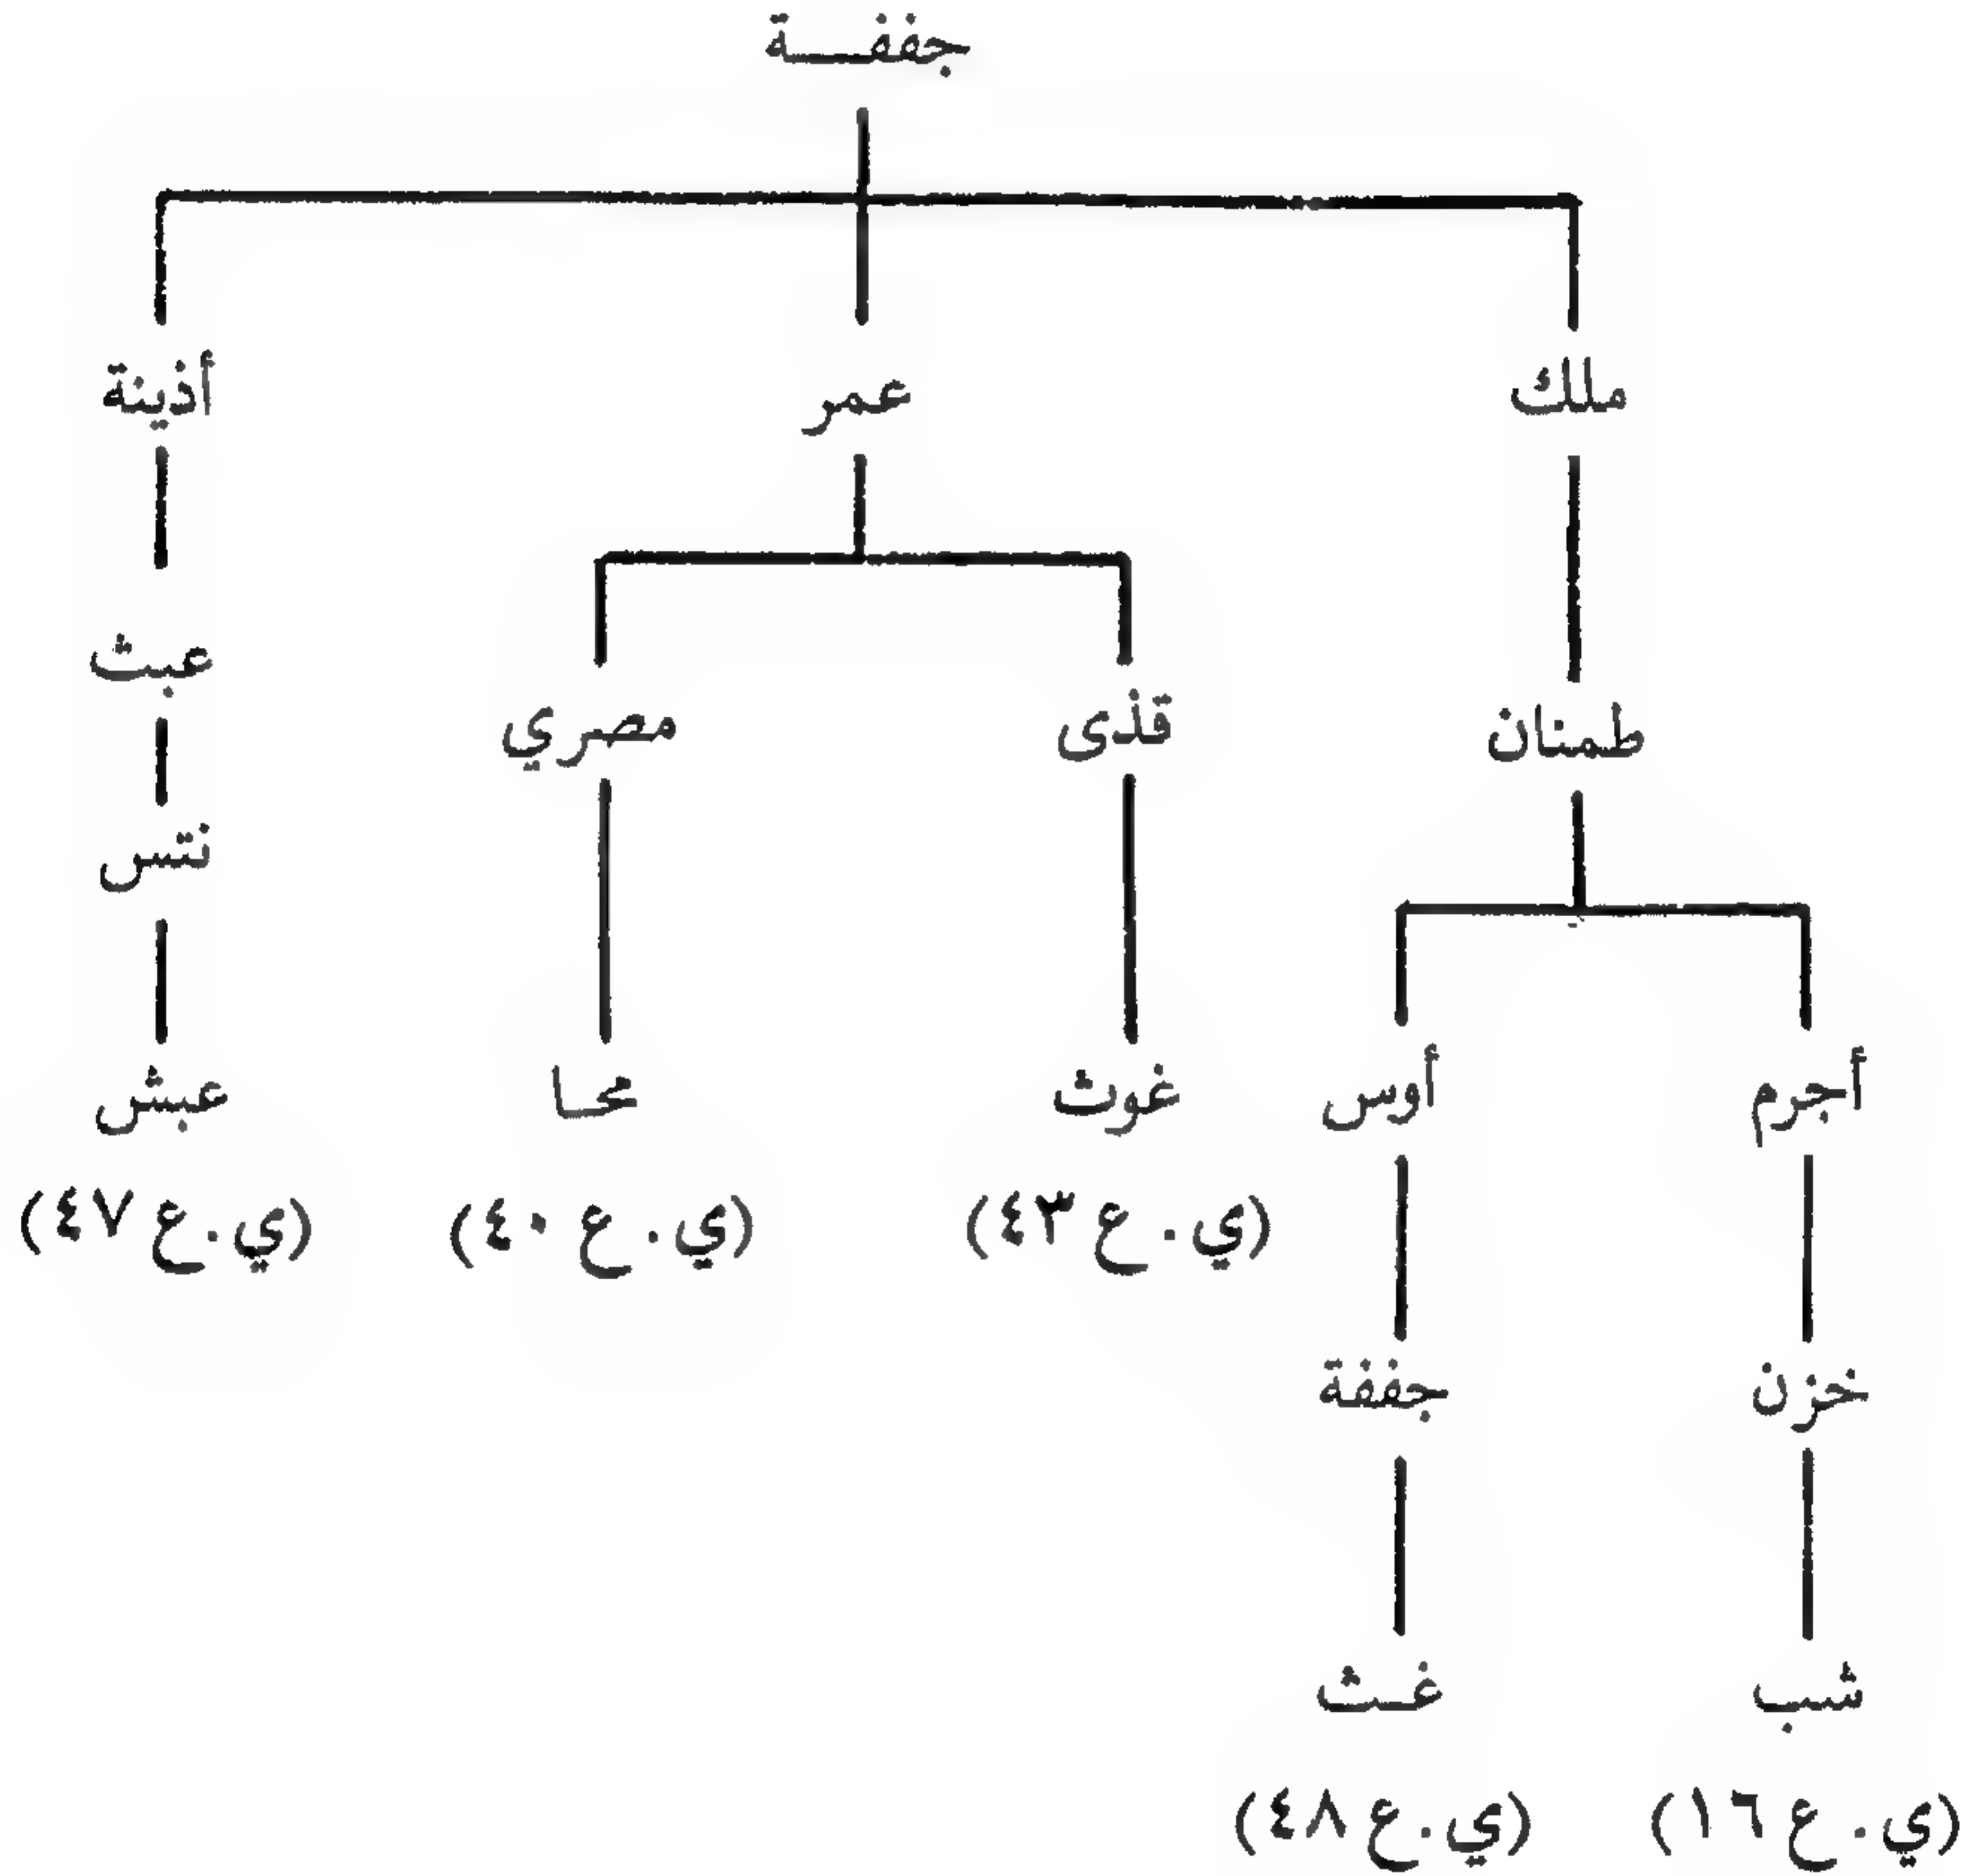 جففة
ملك عمر أذينة
طمنان قذى مصري عبث
نتس
أجرم أوس غوث محا عبش
(ي. ع ٤٣) (ي. ع ٤٠) (ي. ع ٤٧)
خزن جففة
شب غث
(ي. ع ١٦) (ي. ع ٤٨)